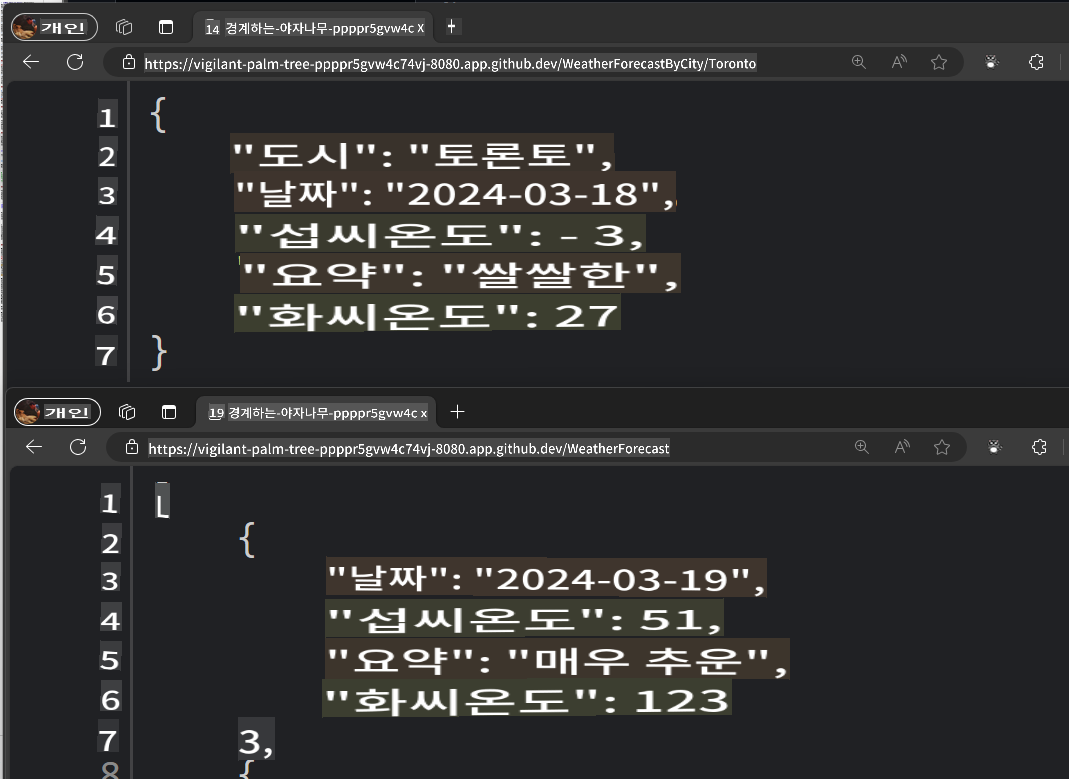 개인
14 경계하는-야자나무-ppppr5gvw4c x +
https://vigilant-palm-tree-ppppr5gvw4c74vj-8080.app.github.dev/WeatherForecastByCity/Toronto
1 {
2 "도시": "토론토",
3 "날짜": "2024-03-18",
4 "섭씨온도": - 3,
5 "요약": "쌀쌀한",
6 "화씨온도": 27
7 }
개인
19 경계하는-야자나무-ppppr5gvw4c x +
https://vigilant-palm-tree-ppppr5gvw4c74vj-8080.app.github.dev/WeatherForecast
1 [
2 {
3 "날짜": "2024-03-19",
4 "섭씨온도": 51,
5 "요약": "매우 추운",
6 "화씨온도": 123
7 3,
8 {